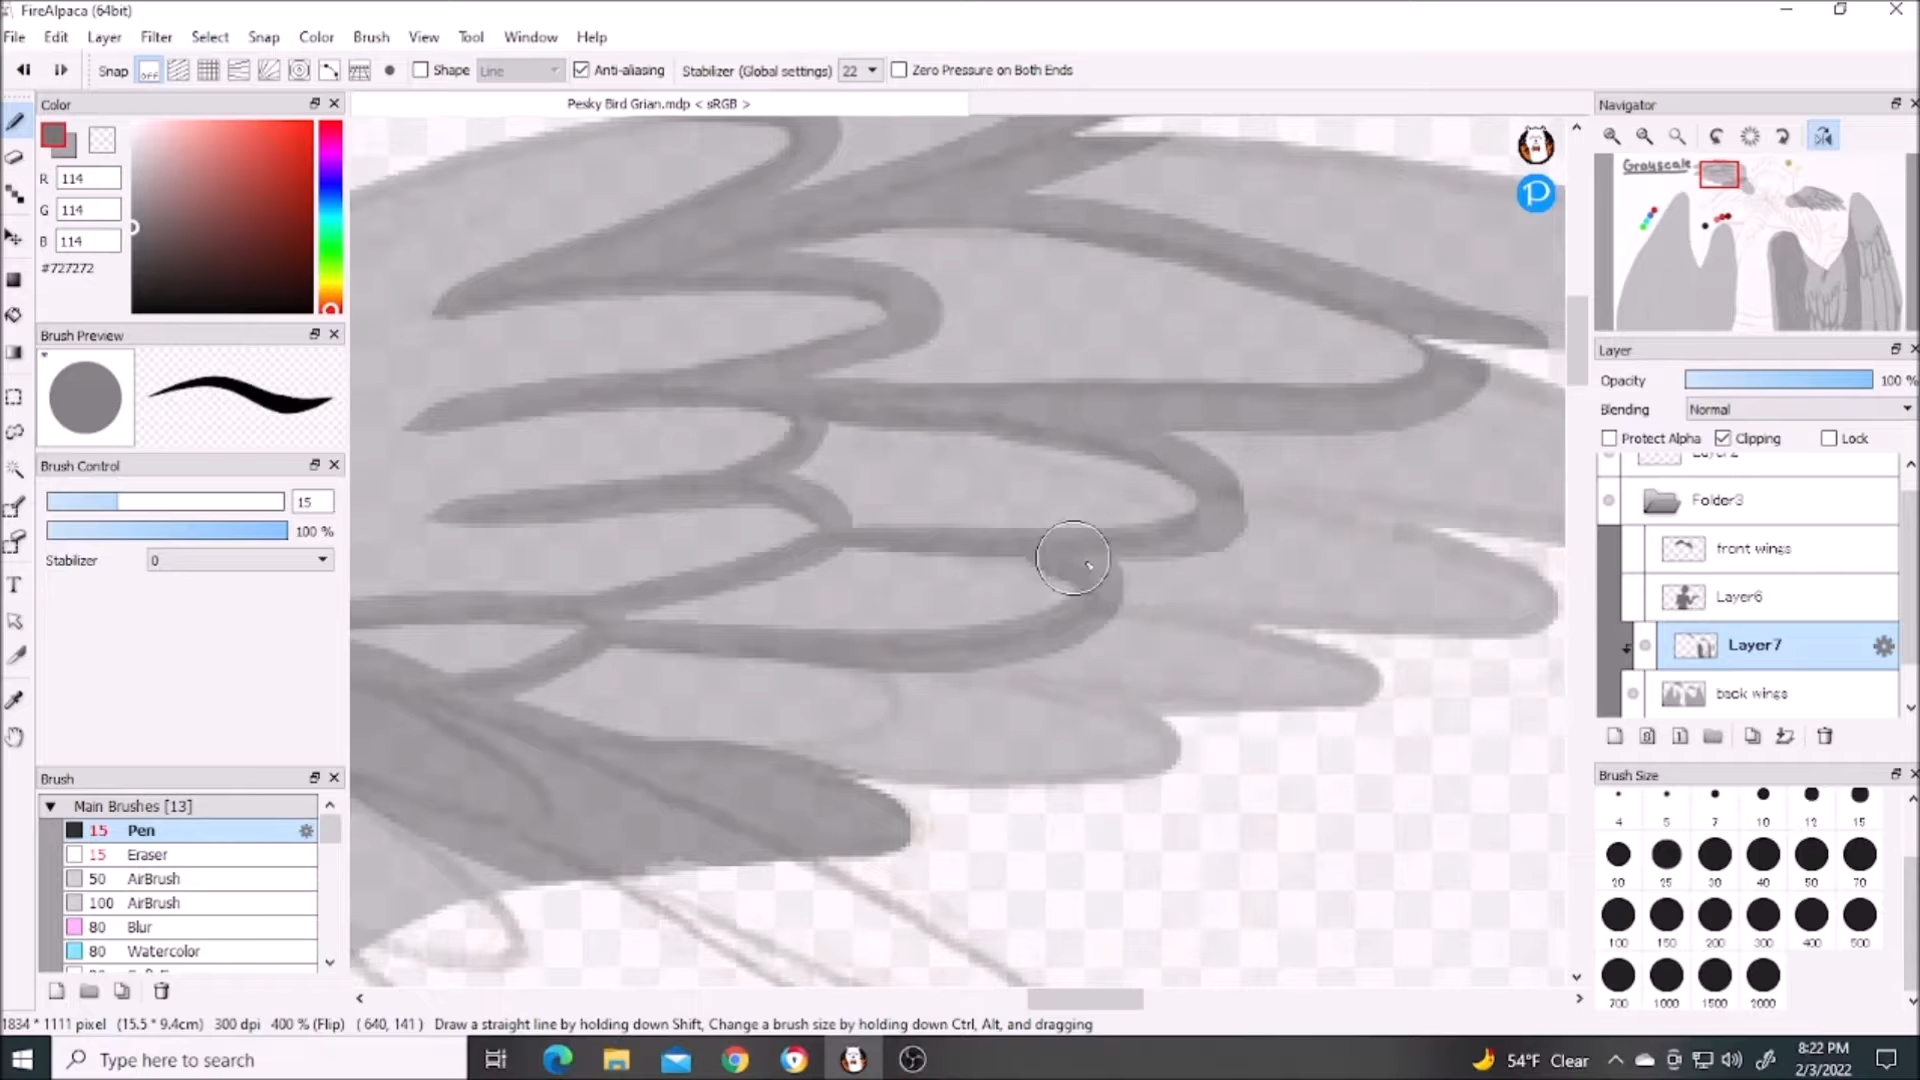 FireAlpaca (64bit)
File Edit Layer Filter Select Snap Color Brush View Tool Window Help
Snap OFF Shape Line Anti-aliasing Stabilizer (Global settings) 22 Zero Pressure on Both Ends
Color
Pesky Bird Grian.mdp < sRGB >
Navigator
R 114
G 114
B 114
#727272
Grayscale
Brush Preview
Layer
Opacity 100 %
Blending Normal
Protect Alpha Clipping Lock
Brush Control
15
100 %
Stabilizer 0
Folder3
front wings
Layer6
Layer7
back wings
Brush
Main Brushes [13]
15 Pen
15 Eraser
50 AirBrush
100 AirBrush
80 Blur
80 Watercolor
Brush Size
4 5 7 10 12 15
20 25 30 40 50 70
100 150 200 300 400 500
700 1000 1500 2000
1834 * 1111 pixel (15.5 * 9.4cm) 300 dpi 400 % (Flip) ( 640, 141 ) Draw a straight line by holding down Shift, Change a brush size by holding down Ctrl, Alt, and dragging
Type here to search
54°F Clear
8:22 PM
2/3/2022